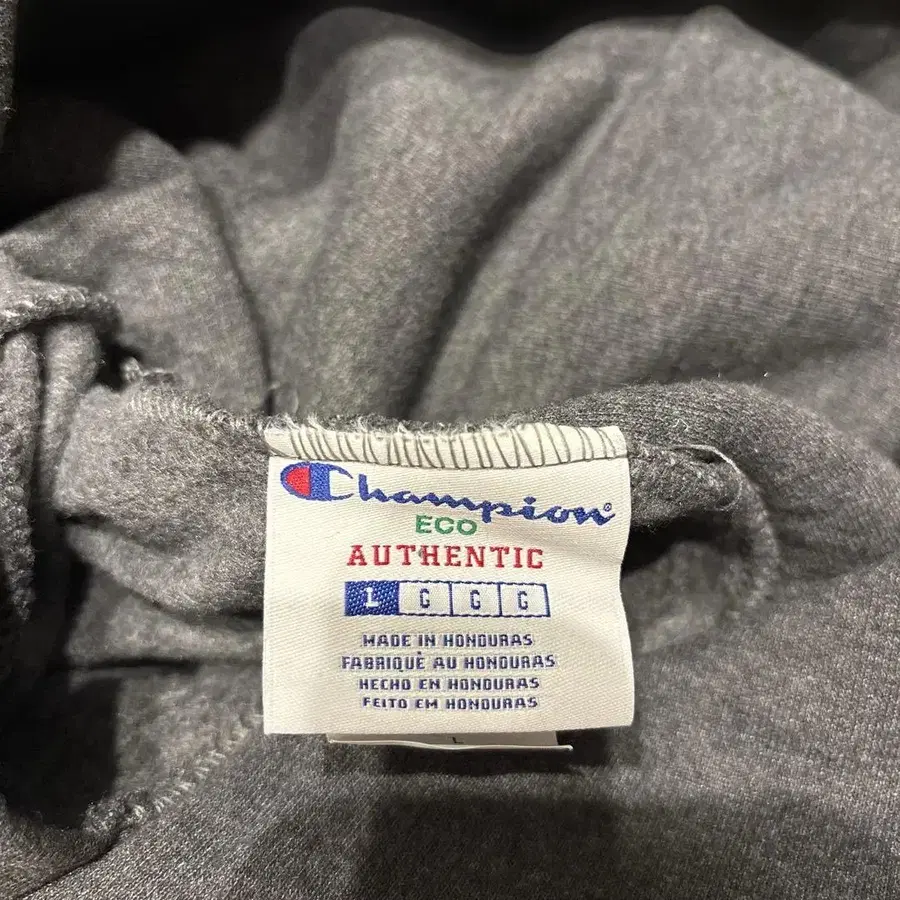 Champion®
ECO
AUTHENTIC
L G G G
MADE IN HONDURAS
FABRIQUÉ AU HONDURAS
HECHO EN HONDURAS
FEITO EM HONDURAS
L